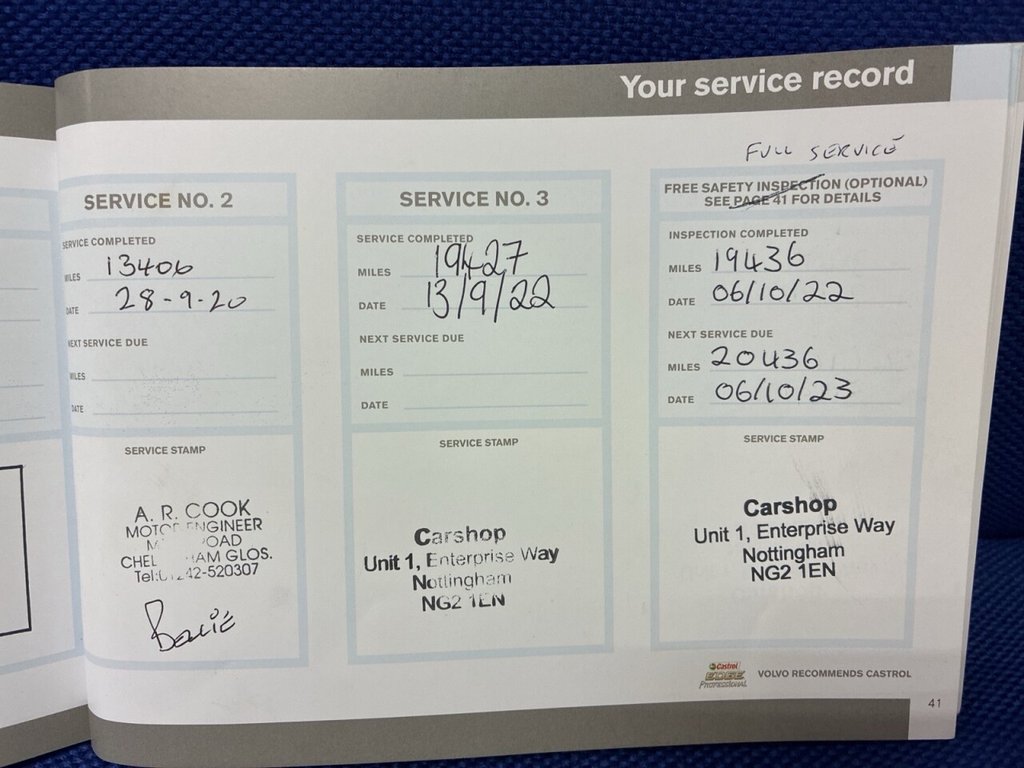 Your service record
SERVICE NO. 2
SERVICE COMPLETED
MILES 13406
DATE 28-9-20
NEXT SERVICE DUE
MILES
DATE
SERVICE STAMP
A. R. COOK
MOTOR ENGINEER
ROAD
GLOS.
Tel:
-520307
SERVICE NO. 3
SERVICE COMPLETED
MILES 19427
DATE 13/9/22
NEXT SERVICE DUE
MILES
DATE
SERVICE STAMP
Carshop
Unit 1, Enterprise Way
Nottingham
NG2 1EN
FULL SERVICE
FREE SAFETY INSPECTION (OPTIONAL)
SEE PAGE 41 FOR DETAILS
INSPECTION COMPLETED
MILES 19436
DATE 06/10/22
NEXT SERVICE DUE
MILES 20436
DATE 06/10/23
SERVICE STAMP
Carshop
Unit 1, Enterprise Way
Nottingham
NG2 1EN
Castrol
EDGE
PROFESSIONAL
VOLVO RECOMMENDS CASTROL
41